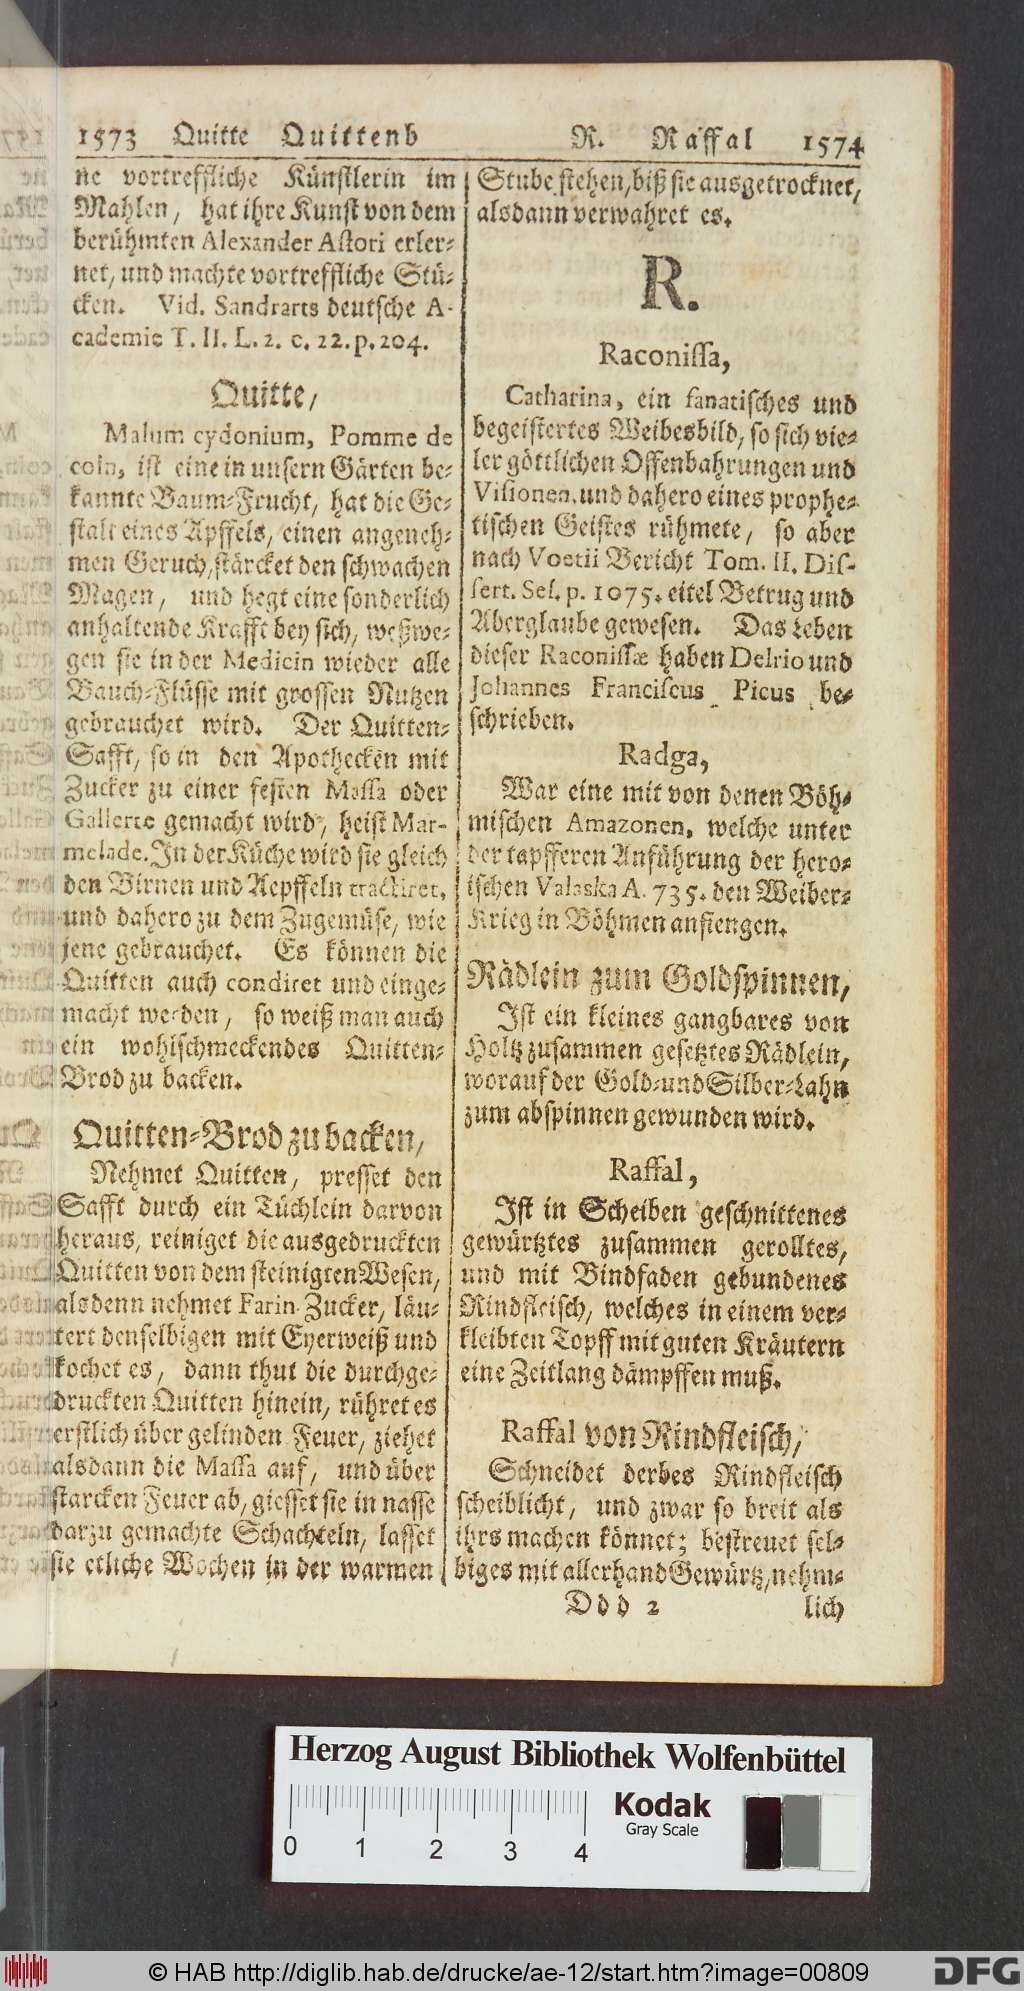 1573 Quitte Quittenb
ne vortreffliche Künstlerin im
Mahlen, hat ihre Kunst von dem
berühmten Alexander Astori erler-
net, und machte vortreffliche Stü-
cken. Vid. Sandrarts deutsche A-
cademie T. II. L. 2. c. 22. p. 204.
Quitte,
Malum cydonium, Pomme de
coin, ist eine in unsern Gärten be-
kannte Baum-Frucht, hat die Ge-
stalt eines Apffels, einen angeneh-
men Geruch, stärcket den schwachen
Magen, und hegt eine sonderlich
anhaltende Krafft bey sich, weßwe-
gen sie in der Medicin wieder alle
Bauch-Flüsse mit grossen Nutzen
gebrauchet wird. Der Quitten-
Safft, so in den Apothecken mit
Zucker zu einer festen Massa oder
Gallerte gemacht wird, heist Mar-
melade. In der Küche wird sie gleich
den Birnen und Aepffeln tractiret,
und dahero zu dem Zugemüse, wie
jene gebrauchet. Es können die
Quitten auch condiret und einge-
macht werden, so weiß man auch
ein wohlschmeckendes Quitten-
Brod zu backen.
Quitten-Brod zu backen,
Nehmet Quitten, presset den
Safft durch ein Tüchlein darvon
heraus, reiniget die ausgedruckten
Quitten von dem steinigten Wesen,
alsdenn nehmet Farin-Zucker, läu-
tert denselbigen mit Eyerweiß und
kochet es, dann thut die durchge-
druckten Quitten hinein, rühret es
erstlich über gelinden Feuer, ziehet
alsdann die Massa auf, und über
starcken Feuer ab, giesset sie in nasse
darzu gemachte Schachteln, lasset
sie etliche Wochen in der warmen
R. Raffal 1574
Stube stehen, biß sie ausgetrocknet,
alsdann verwahret es.
R.
Raconissa,
Catharina, ein fanatisches und
begeistertes Weibesbild, so sich vie-
ler göttlichen Offenbahrungen und
Visionen, und dahero eines prophe-
tischen Geistes rühmete, so aber
nach Voetii Bericht Tom. II. Dis-
sert. Sel. p. 1075. eitel Betrug und
Aberglaube gewesen. Das Leben
dieser Raconissæ haben Delrio und
Johannes Franciscus Picus be-
schrieben.
Radga,
War eine mit von denen Böh-
mischen Amazonen, welche unter
der tapfferen Anführung der hero-
ischen Valaska A. 735. den Weiber-
Krieg in Böhmen anfiengen.
Rädlein zum Goldspinnen,
Ist ein kleines gangbares von
Holtz zusammen gesetztes Rädlein,
worauf der Gold- und Silber-Lahn
zum abspinnen gewunden wird.
Raffal,
Ist in Scheiben geschnittenes
gewürtztes zusammen gerolltes,
und mit Bindfaden gebundenes
Rindfleisch, welches in einem ver-
kleibten Topff mit guten Kräutern
eine Zeitlang dämpffen muß.
Raffal von Rindfleisch,
Schneidet derbes Rindfleisch
scheiblicht, und zwar so breit als
ihrs machen könnet; bestreuet sel-
biges mit allerhand Gewürtz, nehm-
Ddd 2 lich
Herzog August Bibliothek Wolfenbüttel
0 1 2 3 4
Kodak
Gray Scale
© HAB http://diglib.hab.de/drucke/ae-12/start.htm?image=00809
DFG